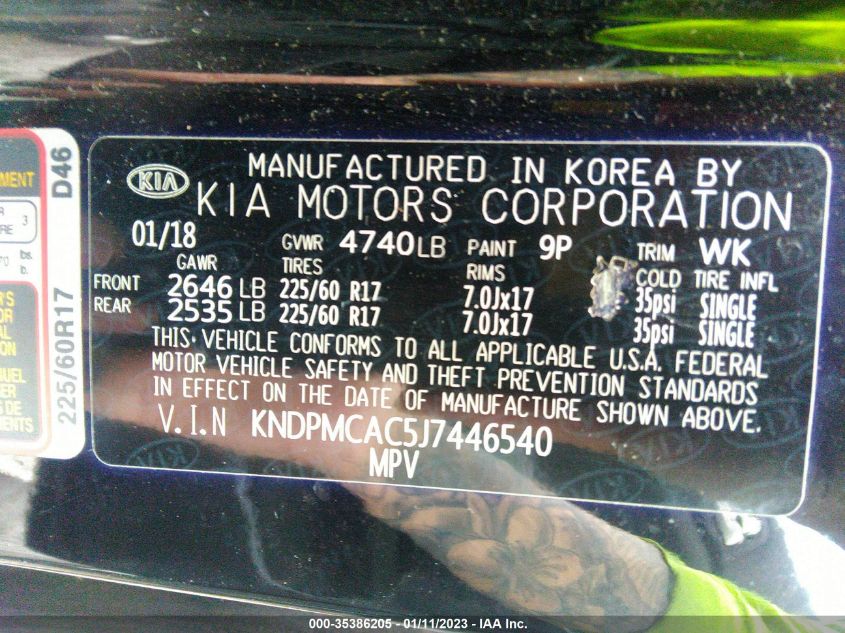 KIA
MANUFACTURED IN KOREA BY
KIA MOTORS CORPORATION
01/18 GVWR 4740LB PAINT 9P TRIM WK
GAWR TIRES RIMS COLD TIRE INFL
FRONT 2646 LB 225/60 R17 7.0Jx17 35psi SINGLE
REAR 2535 LB 225/60 R17 7.0Jx17 35psi SINGLE
THIS VEHICLE CONFORMS TO ALL APPLICABLE U.S.A. FEDERAL
MOTOR VEHICLE SAFETY AND THEFT PREVENTION STANDARDS
IN EFFECT ON THE DATE OF MANUFACTURE SHOWN ABOVE.
V.I.N KNDPMCAC5J7446540
MPV
D46
225/60R17
000-35386205 - 01/11/2023 - IAA Inc.